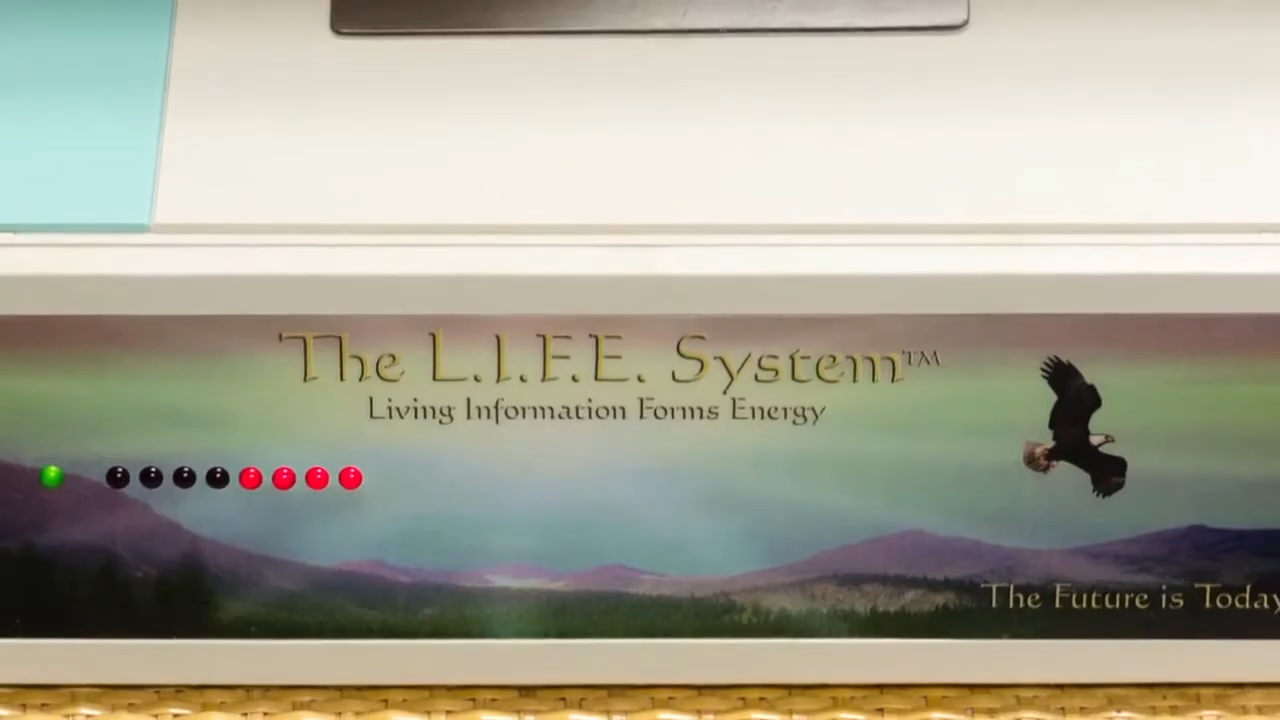 The L.I.F.E. System™
Living Information Forms Energy
The Future is Today